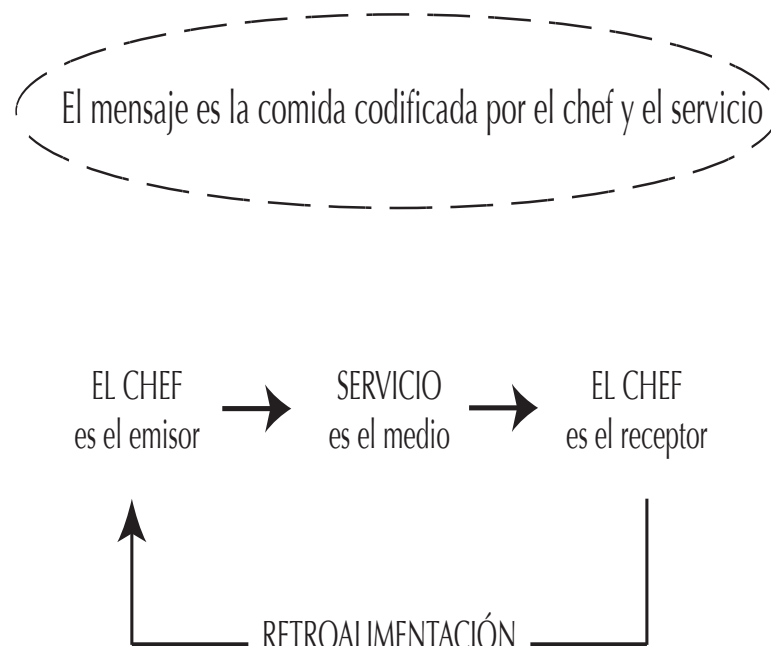 El mensaje es la comida codificada por el chef y el servicio
EL CHEF SERVICIO EL CHEF
es el emisor es el medio es el receptor
RETROALIMENTACIÓN